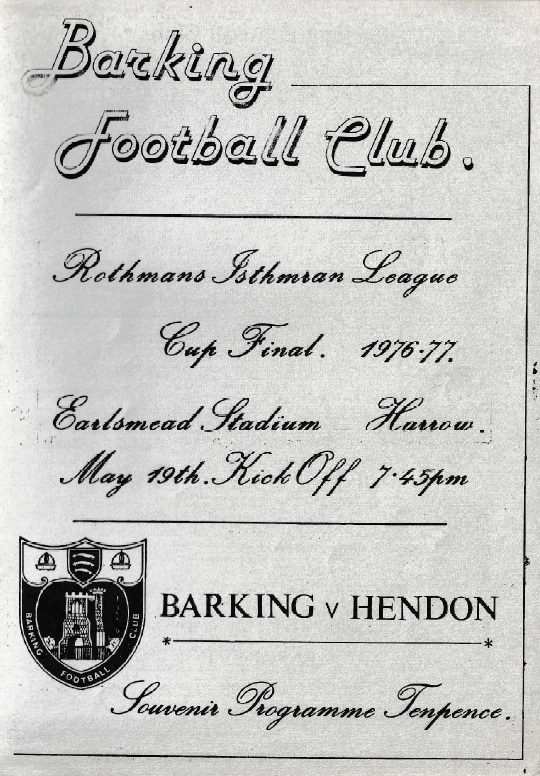 Barking
Football Club.
Rothmans Isthmian League
Cup Final. 1976-77.
Earlsmead Stadium Harrow.
May 19th. Kick Off 7·45pm
BARKING v HENDON
BARKING FOOTBALL CLUB
Souvenir Programme Tenpence.